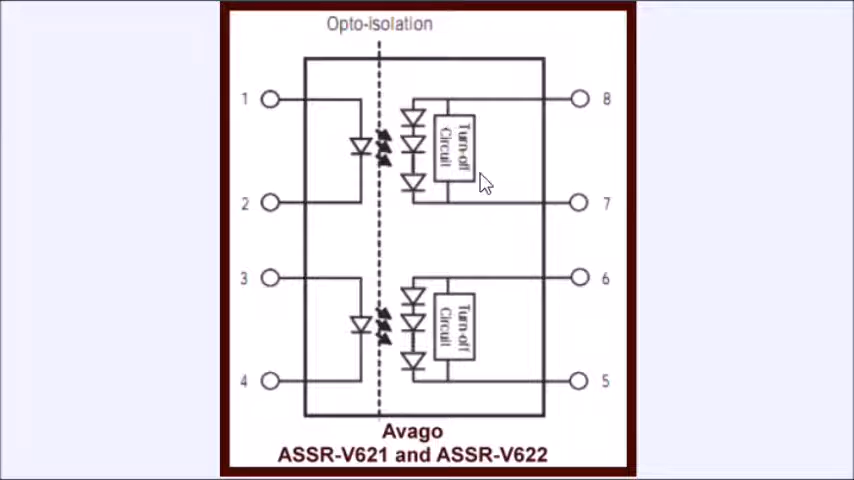 Opto-isolation
1
8
Turn-off
Circuit
2
7
3
6
Turn-off
Circuit
4
5
Avago
ASSR-V621 and ASSR-V622